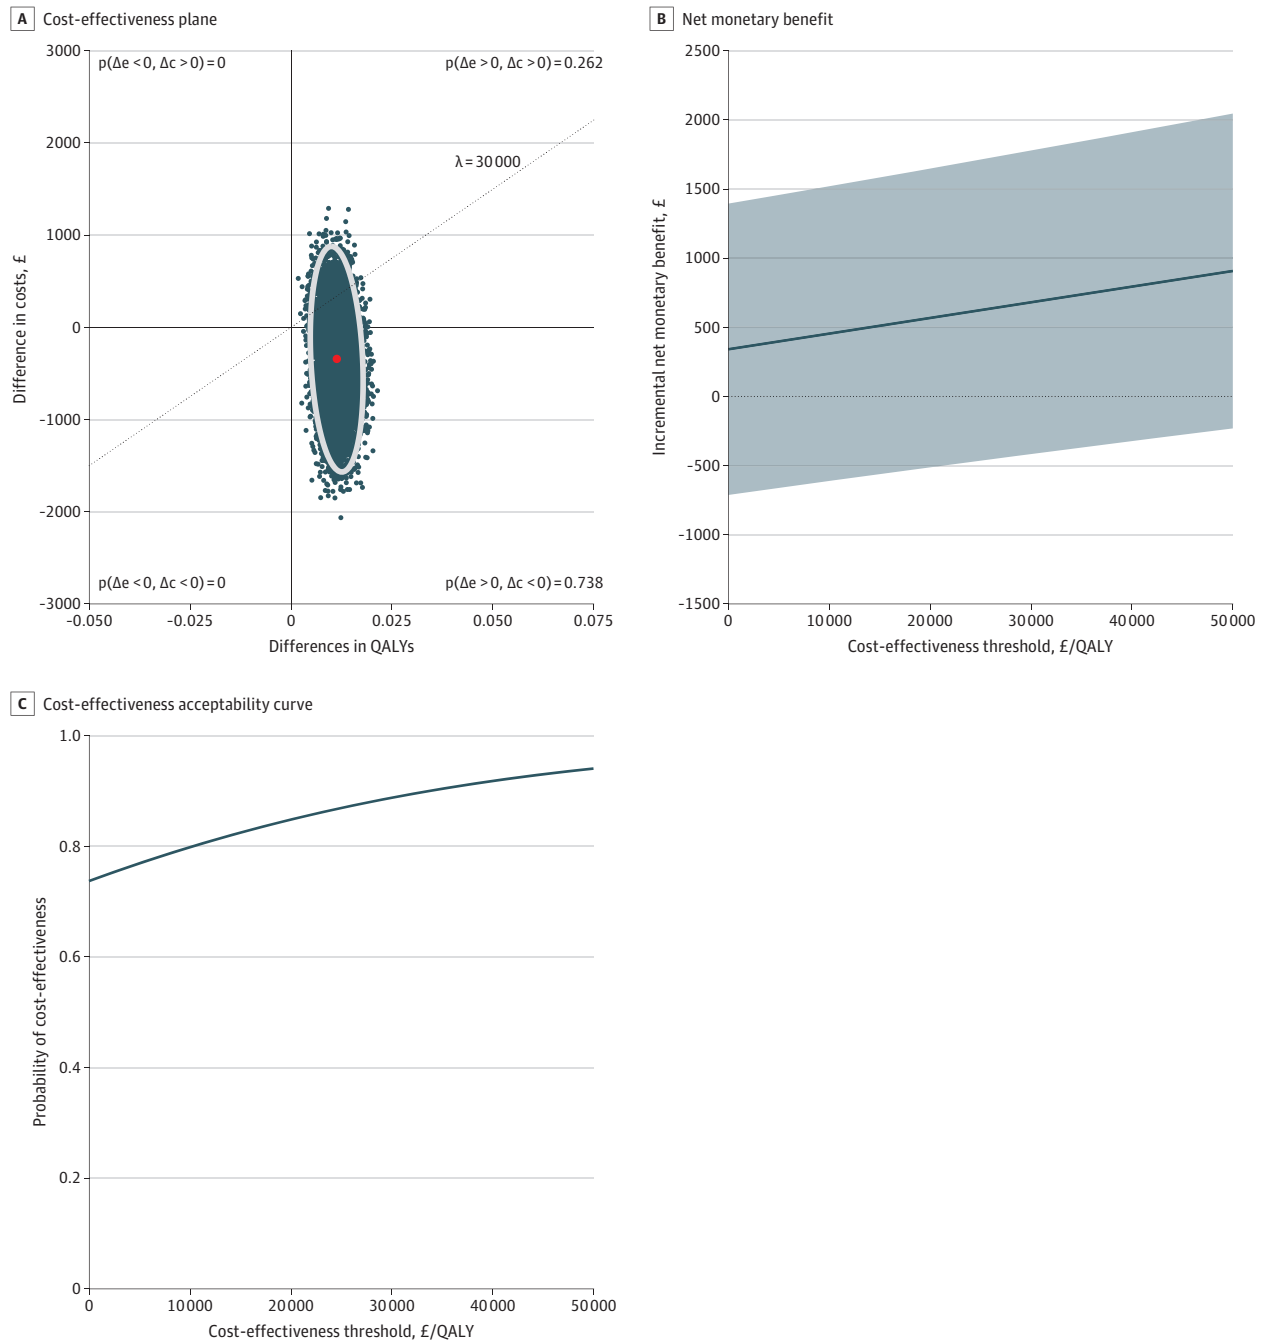 A Cost-effectiveness plane
3000
2000
1000
0
-1000
-2000
-3000
Difference in costs, £
p(Δe < 0, Δc > 0) = 0
p(Δe > 0, Δc > 0) = 0.262
λ = 30 000
p(Δe < 0, Δc < 0) = 0
p(Δe > 0, Δc < 0) = 0.738
-0.050 -0.025 0 0.025 0.050 0.075
Differences in QALYs
B Net monetary benefit
2500
2000
1500
1000
500
0
-500
-1000
-1500
Incremental net monetary benefit, £
0 10 000 20 000 30 000 40 000 50 000
Cost-effectiveness threshold, £/QALY
C Cost-effectiveness acceptability curve
1.0
0.8
0.6
0.4
0.2
0
Probability of cost-effectiveness
0 10 000 20 000 30 000 40 000 50 000
Cost-effectiveness threshold, £/QALY